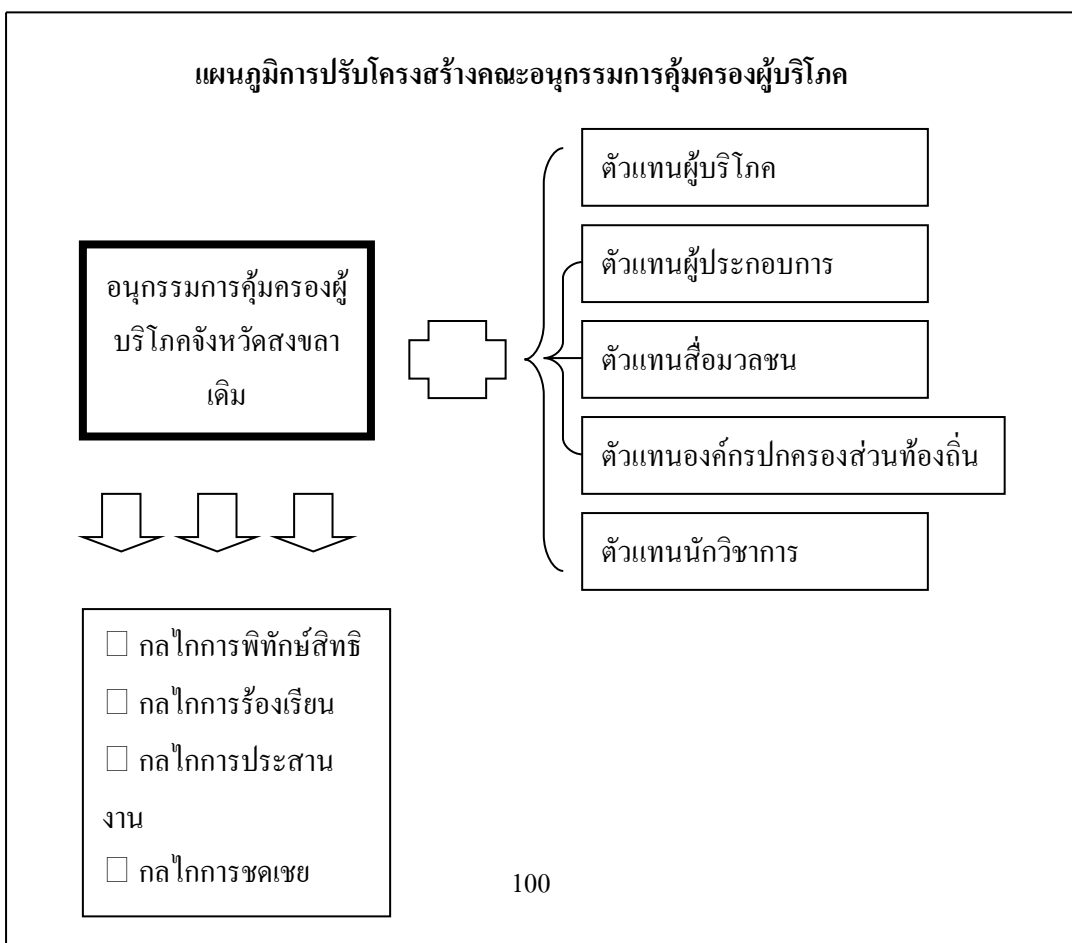 แผนภูมิการปรับโครงสร้างคณะอนุกรรมการคุ้มครองผู้บริโภค
อนุกรรมการคุ้มครองผู้
บริโภคจังหวัดสงขลา
เดิม
ตัวแทนผู้บริโภค
ตัวแทนผู้ประกอบการ
ตัวแทนสื่อมวลชน
ตัวแทนองค์กรปกครองส่วนท้องถิ่น
ตัวแทนนักวิชาการ
□ กลไกการพิทักษ์สิทธิ
□ กลไกการร้องเรียน
□ กลไกการประสาน
งาน
□ กลไกการชดเชย
100